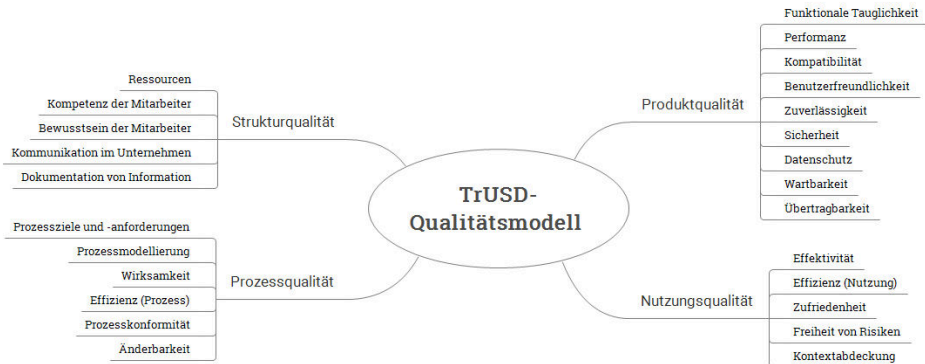 TrUSD-
Qualitätsmodell
Strukturqualität
Ressourcen
Kompetenz der Mitarbeiter
Bewusstsein der Mitarbeiter
Kommunikation im Unternehmen
Dokumentation von Information
Prozessqualität
Prozessziele und -anforderungen
Prozessmodellierung
Wirksamkeit
Effizienz (Prozess)
Prozesskonformität
Änderbarkeit
Produktqualität
Funktionale Tauglichkeit
Performanz
Kompatibilität
Benutzerfreundlichkeit
Zuverlässigkeit
Sicherheit
Datenschutz
Wartbarkeit
Übertragbarkeit
Nutzungsqualität
Effektivität
Effizienz (Nutzung)
Zufriedenheit
Freiheit von Risiken
Kontextabdeckung